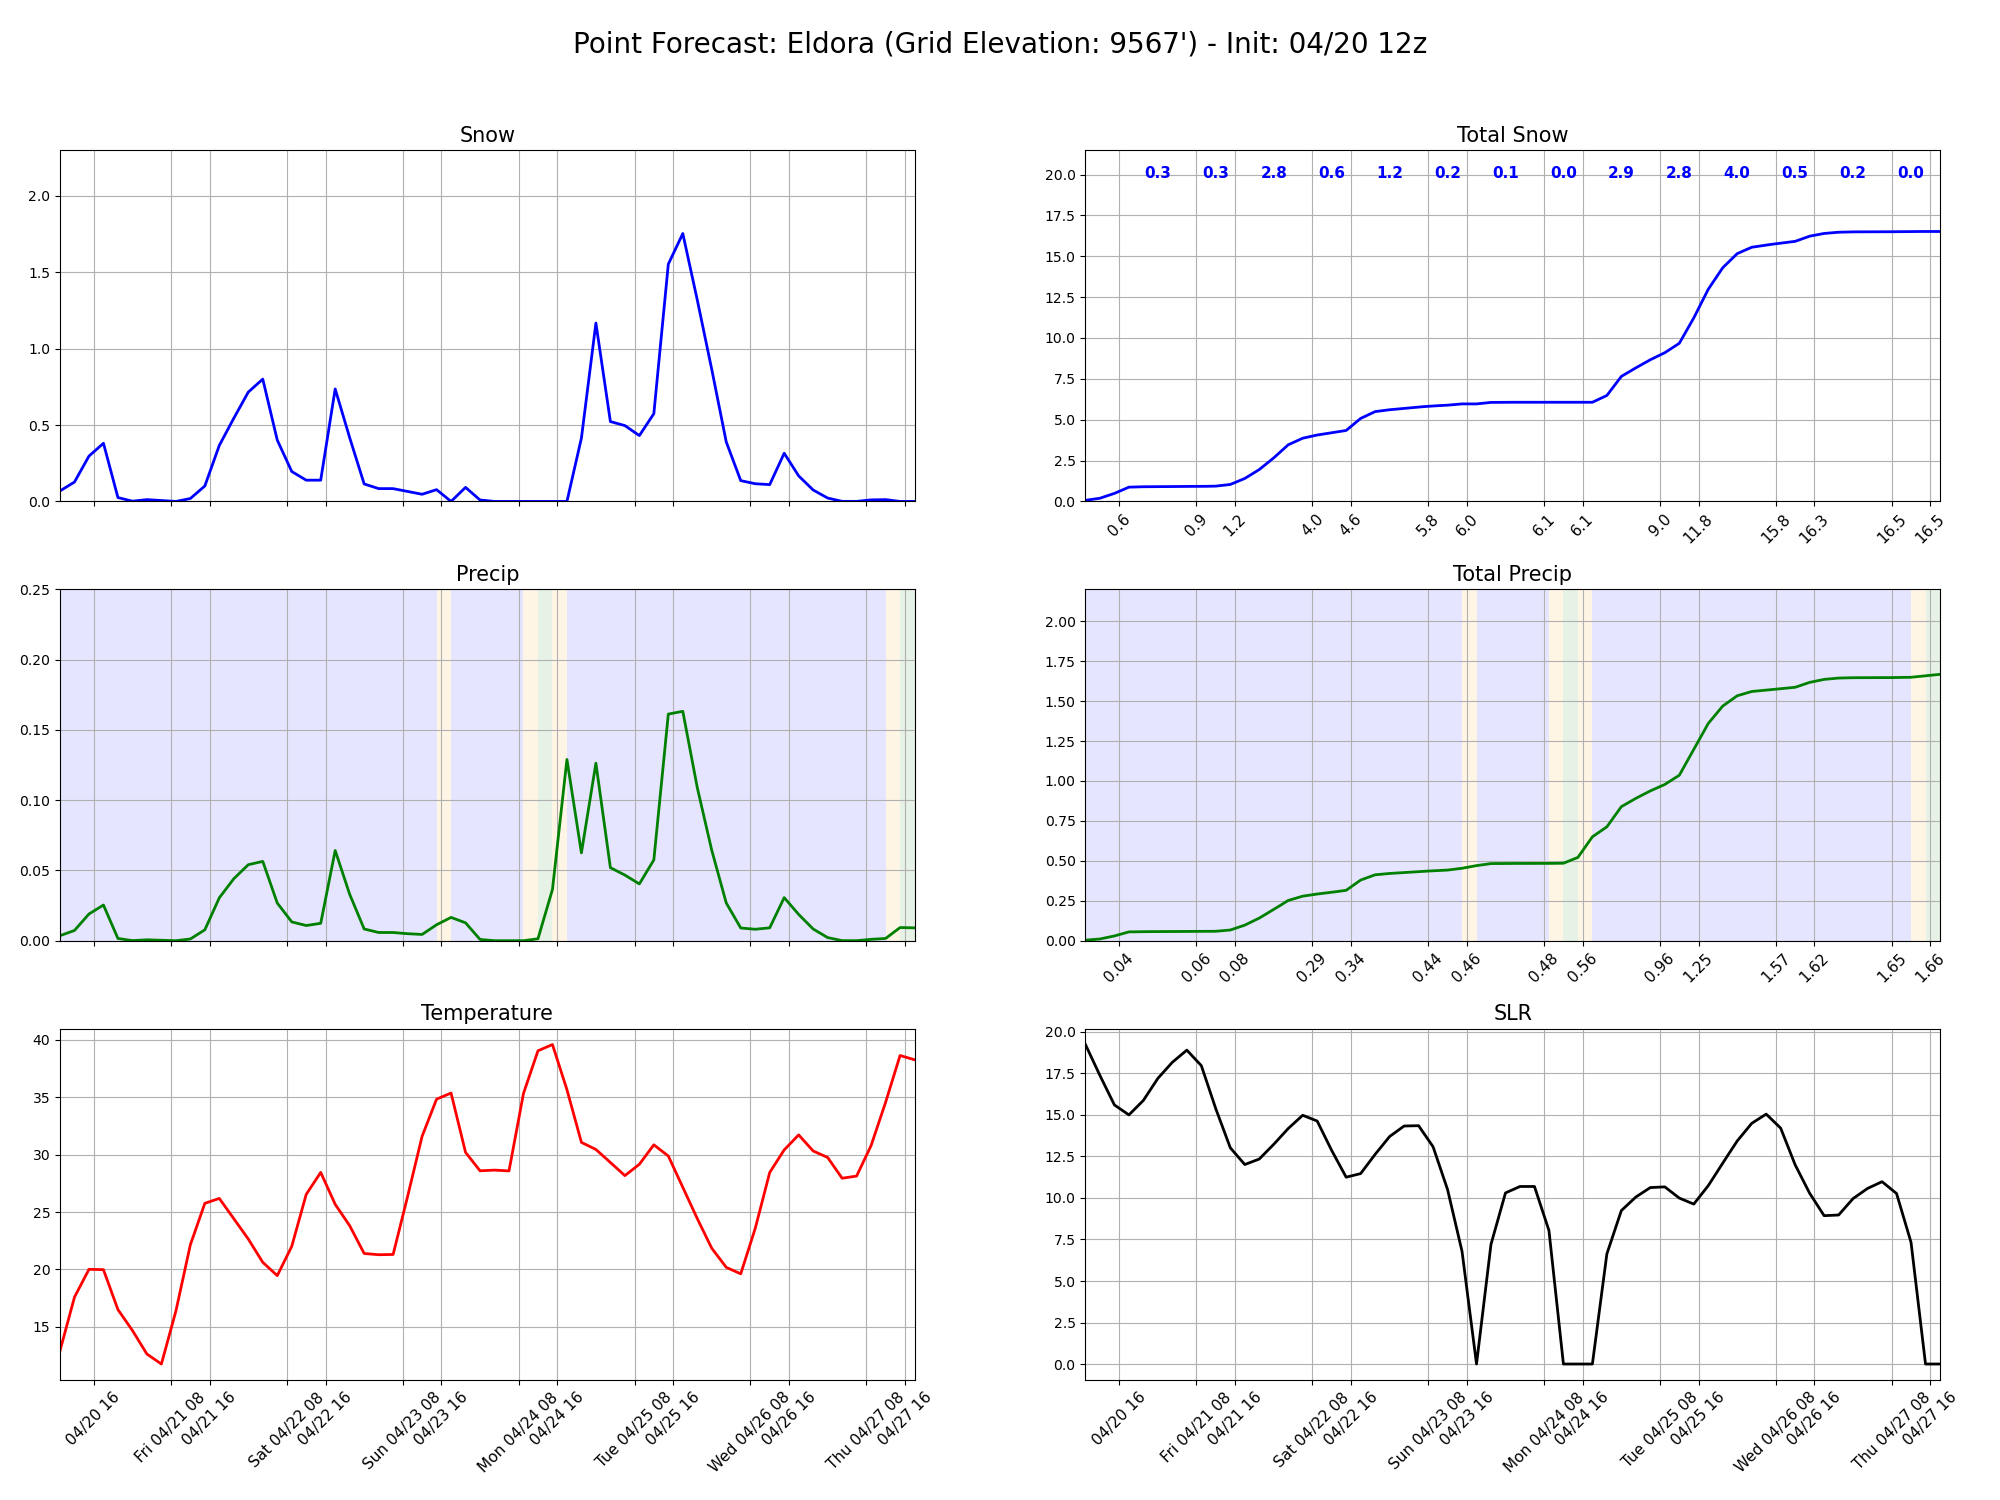 Point Forecast: Eldora (Grid Elevation: 9567') - Init: 04/20 12z
Snow
2.0
1.5
1.0
0.5
0.0
Total Snow
0.3 0.3 2.8 0.6 1.2 0.2 0.1 0.0 2.9 2.8 4.0 0.5 0.2 0.0
20.0
17.5
15.0
12.5
10.0
7.5
5.0
2.5
0.0
0.6 0.9 1.2 4.0 4.6 5.8 6.0 6.1 6.1 9.0 11.8 15.8 16.3 16.5 16.5
Precip
0.25
0.20
0.15
0.10
0.05
0.00
Total Precip
2.00
1.75
1.50
1.25
1.00
0.75
0.50
0.25
0.00
0.04 0.06 0.08 0.29 0.34 0.44 0.46 0.48 0.56 0.96 1.25 1.57 1.62 1.65 1.66
Temperature
40
35
30
25
20
15
04/20 16
Fri 04/21 08
04/21 16
Sat 04/22 08
04/22 16
Sun 04/23 08
04/23 16
Mon 04/24 08
04/24 16
Tue 04/25 08
04/25 16
Wed 04/26 08
04/26 16
Thu 04/27 08
04/27 16
SLR
20.0
17.5
15.0
12.5
10.0
7.5
5.0
2.5
0.0
04/20 16
Fri 04/21 08
04/21 16
Sat 04/22 08
04/22 16
Sun 04/23 08
04/23 16
Mon 04/24 08
04/24 16
Tue 04/25 08
04/25 16
Wed 04/26 08
04/26 16
Thu 04/27 08
04/27 16